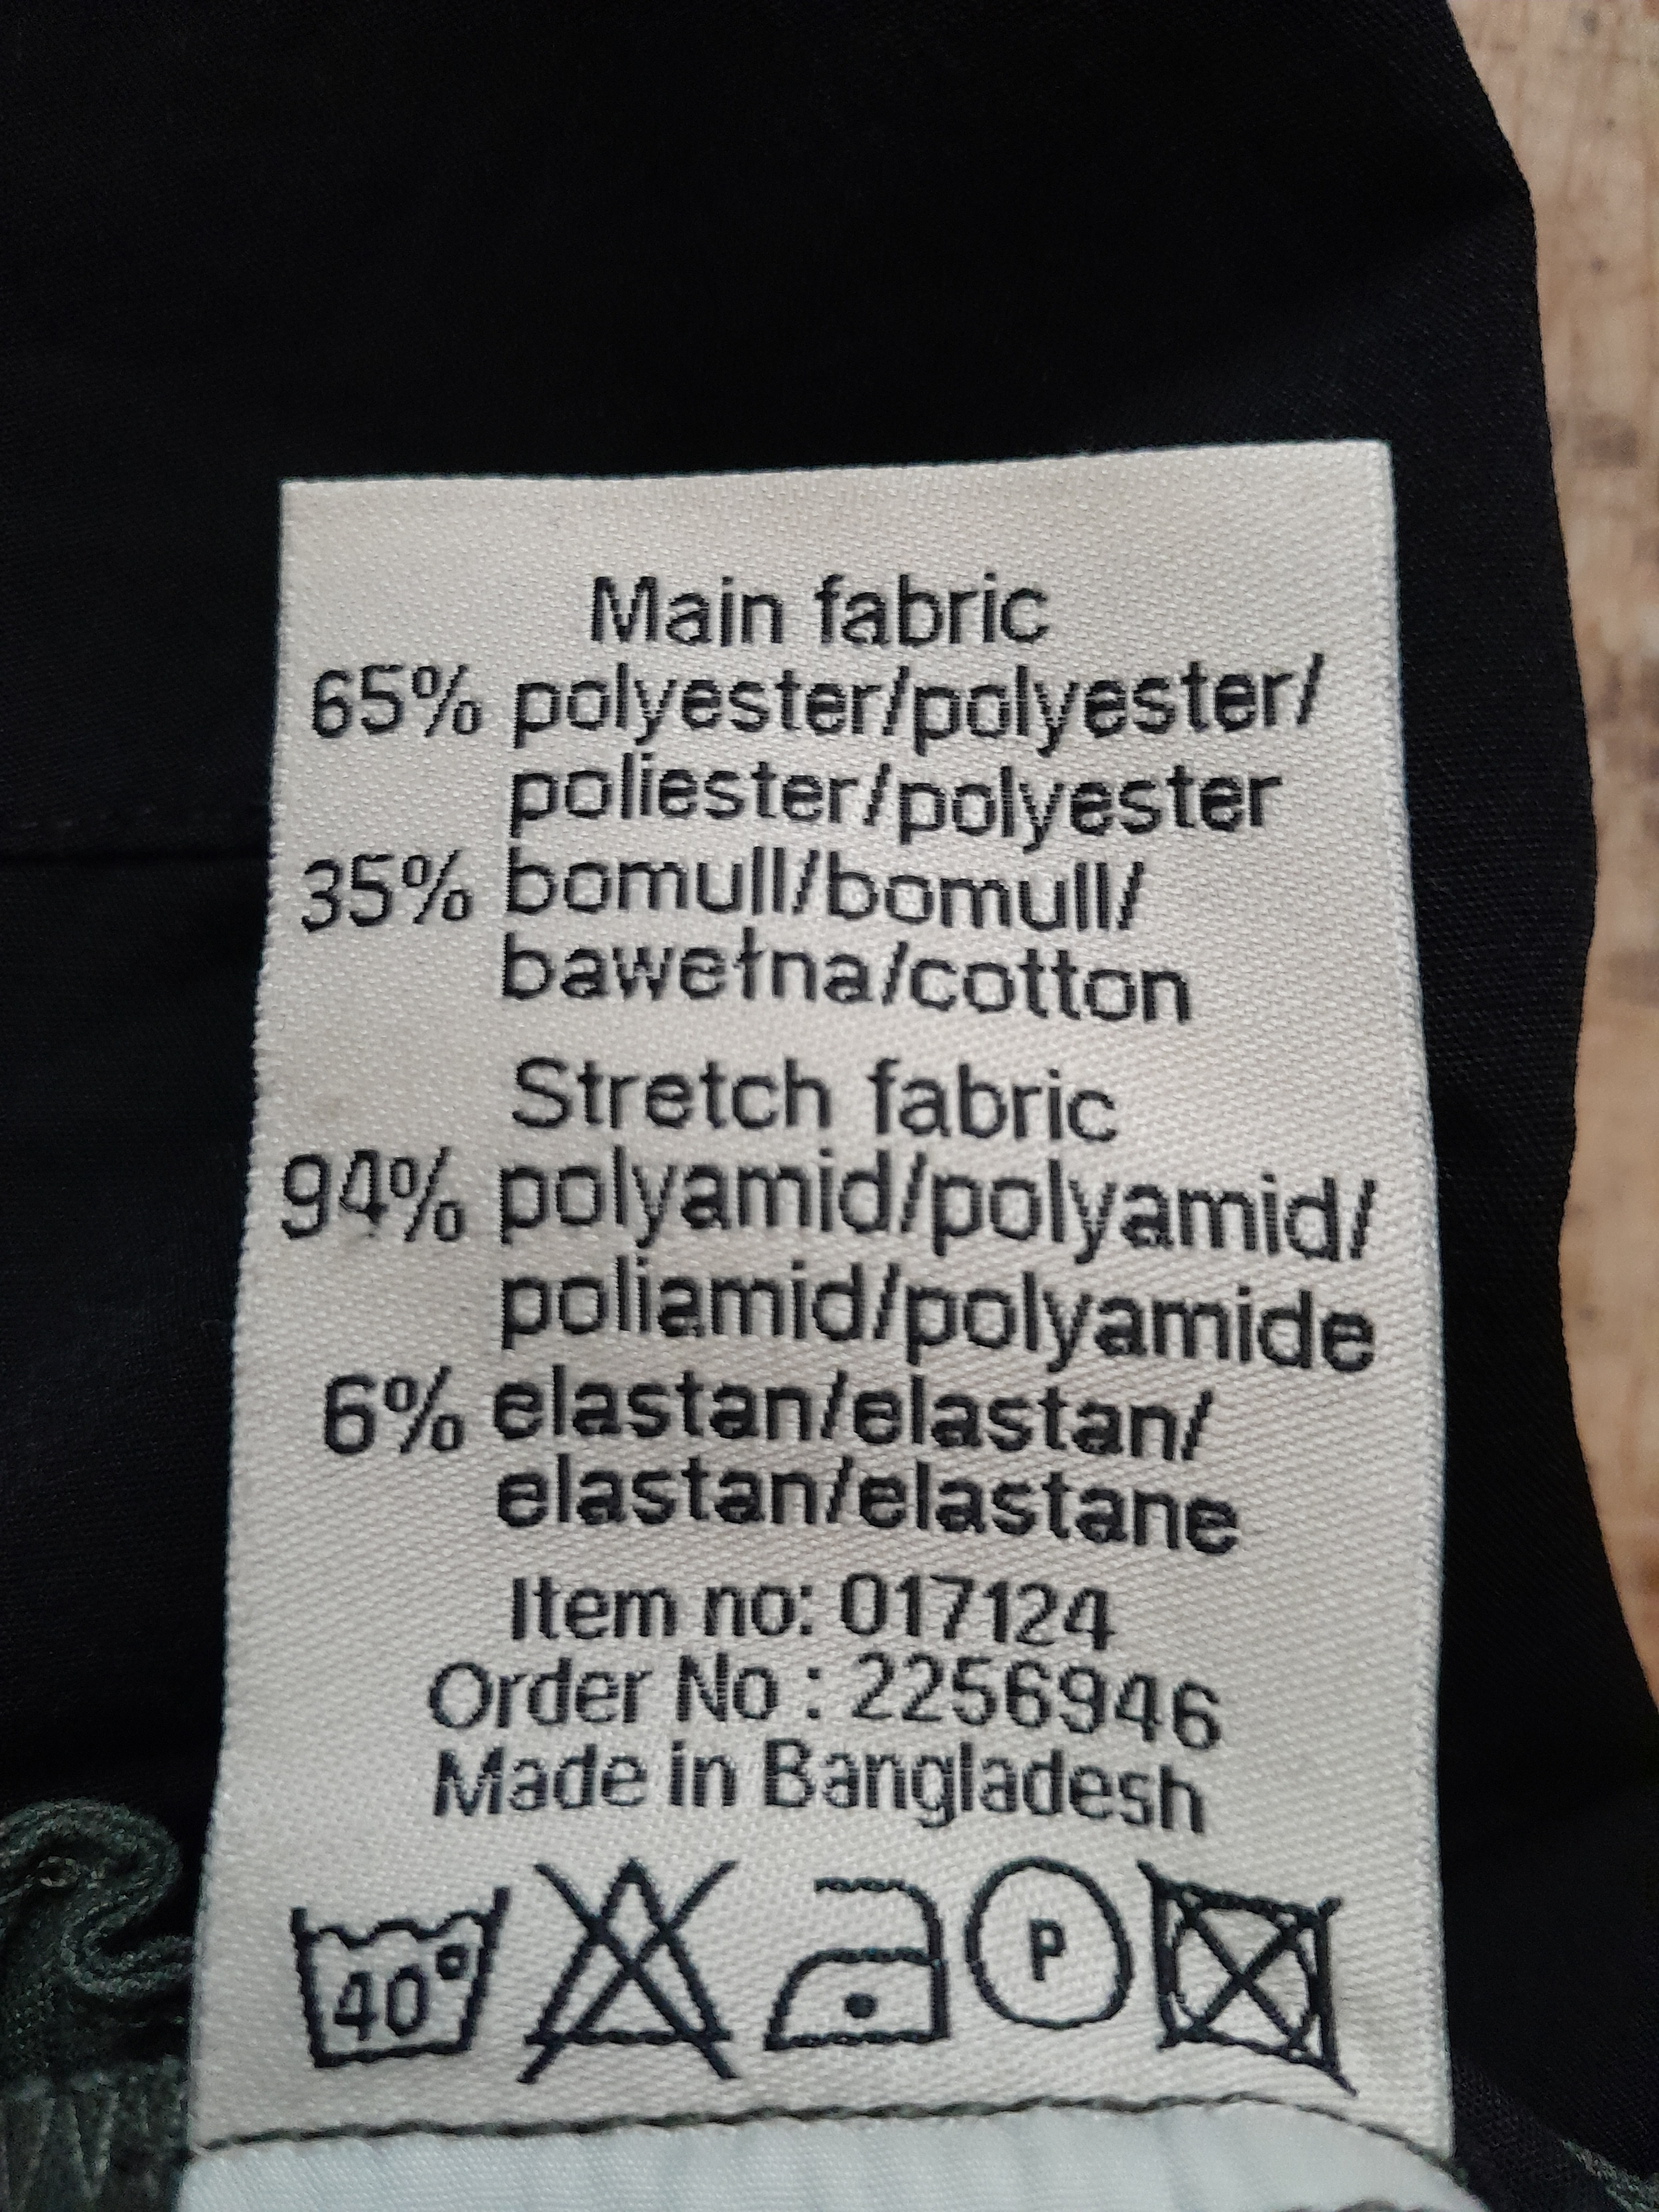 Main fabric
65% polyester/polyester/
poliester/polyester
35% bomull/bomull/
bawełna/cotton
Stretch fabric
94% polyamid/polyamid/
poliamid/polyamide
6% elastan/elastan/
elastan/elastane
Item no: 017124
Order No : 2256946
Made in Bangladesh
40° P